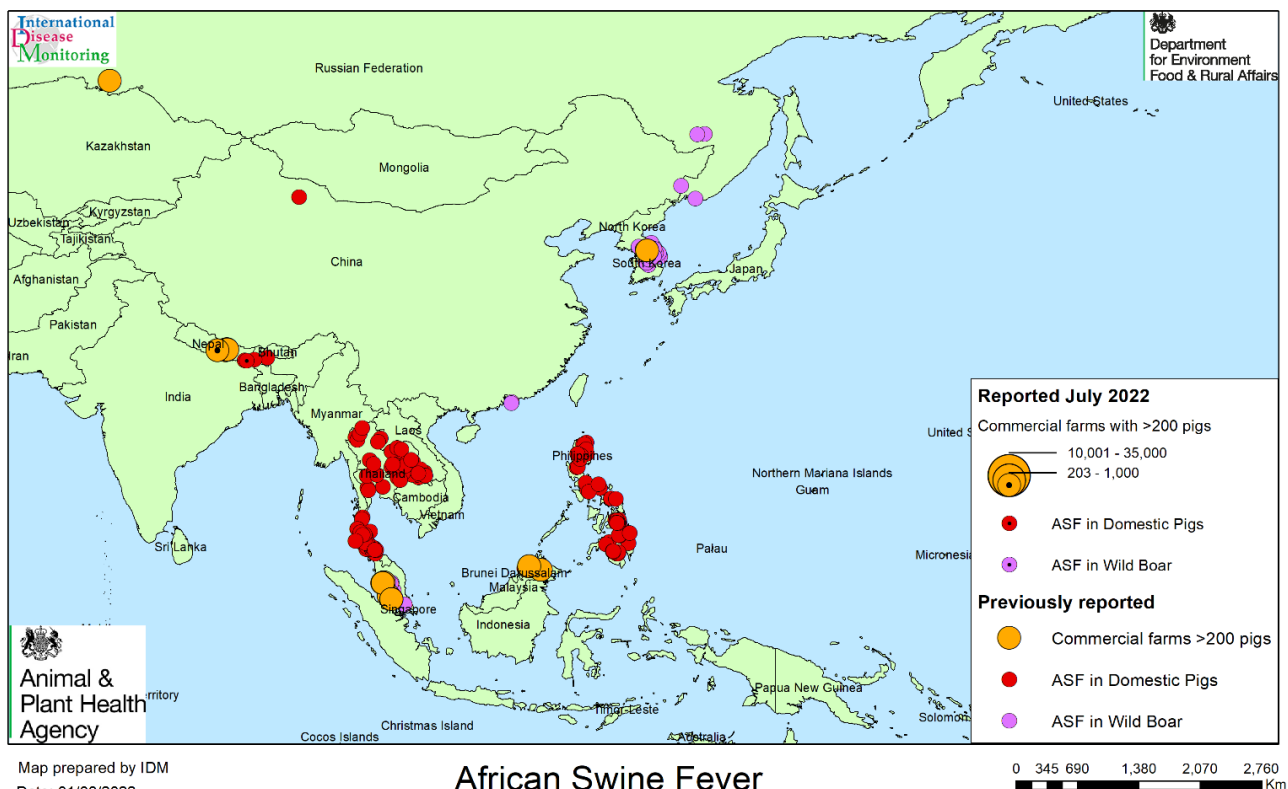 International
Disease
Monitoring
Department
for Environment
Food & Rural Affairs
Russian Federation
United States
Kazakhstan
Mongolia
Uzbekistan
Kyrgyzstan
Tajikistan
North Korea
China
South Korea
Japan
Afghanistan
Pakistan
Iran
Nepal
Bhutan
Bangladesh
India
Myanmar
Laos
Philippines
United S
Thailand
Northern Mariana Islands
Guam
Cambodia
Vietnam
Sri Lanka
Palau
Micronesia
Brunei Darussalam
Malaysia
Singapore
Indonesia
Papua New Guinea
Timor-Leste
Solomon
Christmas Island
Cocos Islands
Australia
erritory
Reported July 2022
Commercial farms with >200 pigs
10,001 - 35,000
203 - 1,000
ASF in Domestic Pigs
ASF in Wild Boar
Previously reported
Commercial farms >200 pigs
ASF in Domestic Pigs
ASF in Wild Boar
Animal &
Plant Health
Agency
Map prepared by IDM
African Swine Fever
0 345 690 1,380 2,070 2,760
Km